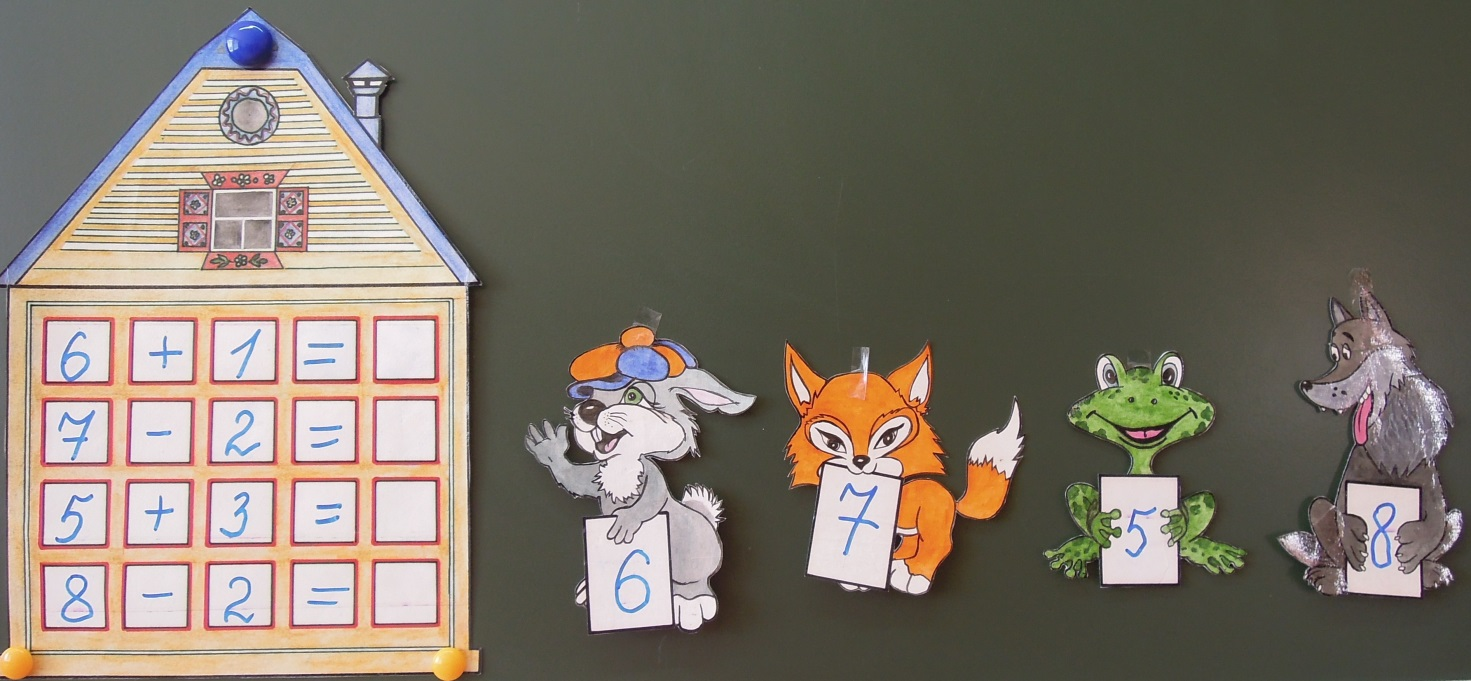 6 + 1 =
7 - 2 =
5 + 3 =
8 - 2 =
6
7
5
8